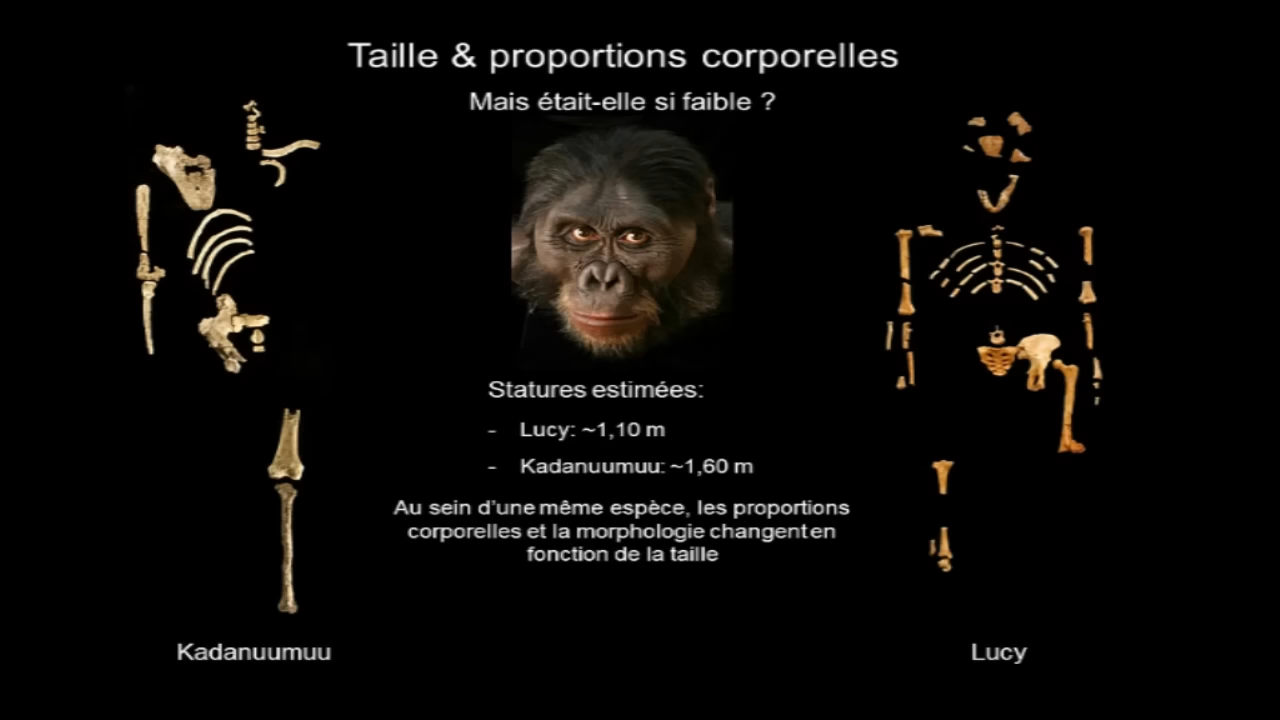 Taille & proportions corporelles
Mais était-elle si faible ?
Statures estimées:
- Lucy: ~1,10 m
- Kadanuumuu: ~1,60 m
Au sein d'une même espèce, les proportions
corporelles et la morphologie changent en
fonction de la taille
Kadanuumuu
Lucy